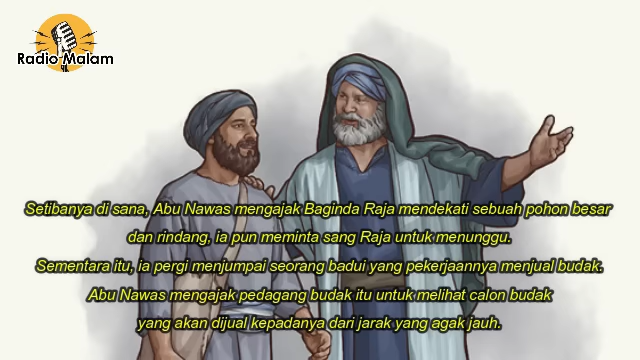 Radio Malam
Setibanya di sana, Abu Nawas mengajak Baginda Raja mendekati sebuah pohon besar
dan rindang, ia pun meminta sang Raja untuk menunggu.
Sementara itu, ia pergi menjumpai seorang badui yang pekerjaannya menjual budak.
Abu Nawas mengajak pedagang budak itu untuk melihat calon budak
yang akan dijual kepadanya dari jarak yang agak jauh.